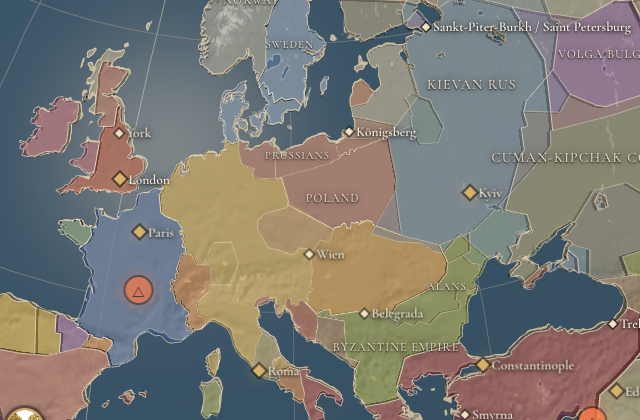 NORWAY
Sankt-Piter-Burkh / Saint Petersburg
SWEDEN
VOLGA BULG
KIEVAN RUS
York
Königsberg
PRUSSIANS
CUMAN-KIPCHAK CO
London
POLAND
Kyiv
Paris
Wien
ALANS
Belegrada
Tre
BYZANTINE EMPIRE
Constantinople
Roma
Ed
Smyrna